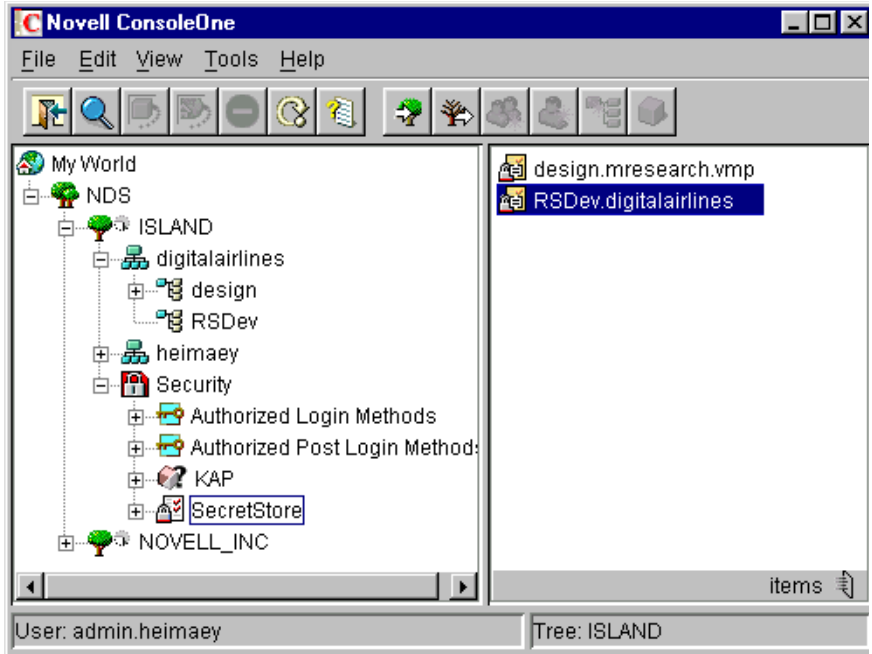 Novell ConsoleOne
File Edit View Tools Help
My World
NDS
ISLAND
digitalairlines
design
RSDev
heimaey
Security
Authorized Login Methods
Authorized Post Login Method
KAP
SecretStore
NOVELL_INC
design.mresearch.vmp
RSDev.digitalairlines
items
User: admin.heimaey
Tree: ISLAND